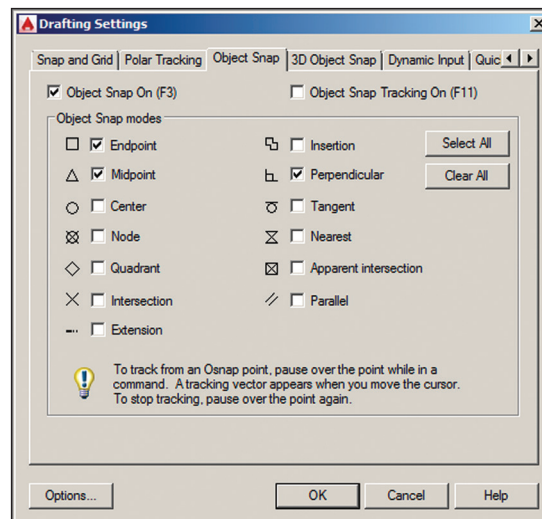 Drafting Settings
Snap and Grid Polar Tracking Object Snap 3D Object Snap Dynamic Input Quic
Object Snap On (F3) Object Snap Tracking On (F11)
Object Snap modes
Endpoint Insertion Select All
Midpoint Perpendicular Clear All
Center Tangent
Node Nearest
Quadrant Apparent intersection
Intersection Parallel
Extension
To track from an Osnap point, pause over the point while in a
command. A tracking vector appears when you move the cursor.
To stop tracking, pause over the point again.
Options... OK Cancel Help